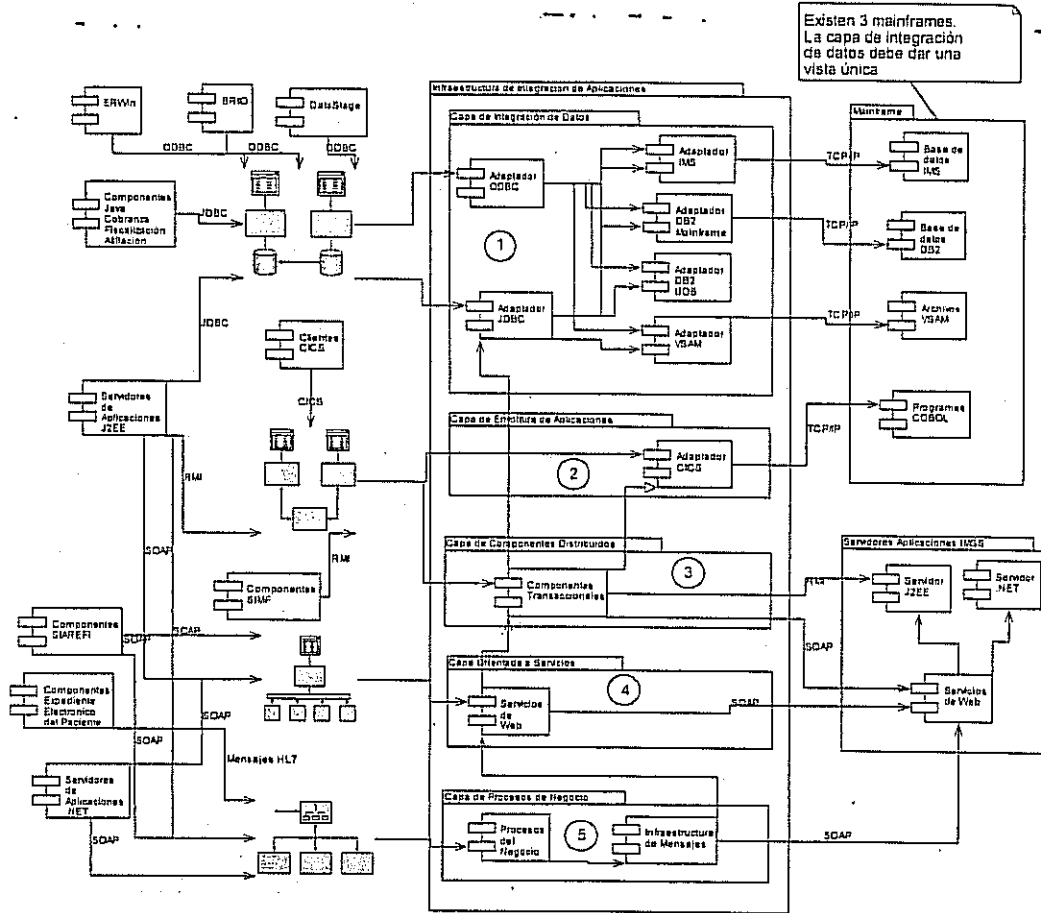 Existen 3 mainframes.
La capa de integración
de datos debe dar una
vista única
ERWin
BRIO
DataStage
ODBC
ODBC
ODBC
Componentes
Java
Cobranza
Fiscalización
Afiliación
JDBC
JDBC
Clientes
CICS
CICS
Servidores
de
Aplicaciones
J2EE
RMI
SOAP
RMI
Componentes
SIMF
Componentes
SIAREFI
SOAP
SOAP
Componentes
Expediente
Electronico
del Paciente
SOAP
SOAP
Mensajes HL7
Servidores
de
Aplicaciones
.NET
SOAP
Infraestructura de Integración de Aplicaciones
Capa de Integración de Datos
Adaptador
ODBC
1
Adaptador
JDBC
Adaptador
IMS
Adaptador
DB2
Mainframe
Adaptador
DB2
UDB
Adaptador
VSAM
Capa de Envoltura de Aplicaciones
2
Adaptador
CICS
Capa de Componentes Distribuidos
3
Componentes
Transaccionales
Capa Orientada a Servicios
4
Servicios
de Web
Capa de Procesos de Negocio
Procesos
del
Negocio
5
Infraestructura
de Mensajes
TCP/IP
TCP/IP
TCP/IP
TCP/IP
RMI
SOAP
SOAP
SOAP
Mainframe
Base de
datos
IMS
Base de
datos
DB2
Archivos
VSAM
Programas
COBOL
Servidores Aplicaciones IMSS
Servidor
J2EE
Servidor
.NET
Servicios
de Web